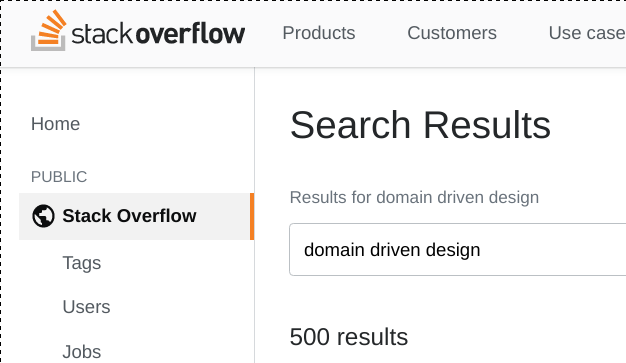 stackoverflow Products Customers Use case
Home
PUBLIC
Stack Overflow
Tags
Users
Jobs
Search Results
Results for domain driven design
domain driven design
500 results